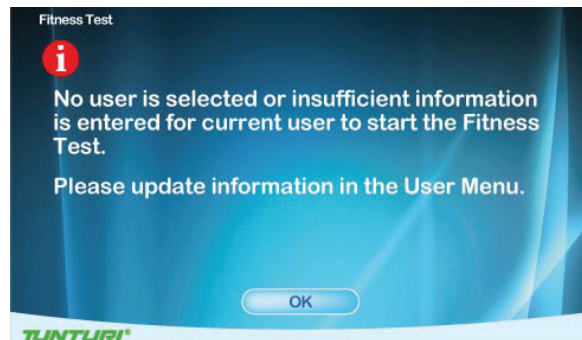 Fitness Test
i
No user is selected or insufficient information
is entered for current user to start the Fitness
Test.
Please update information in the User Menu.
OK
TUNTURI®